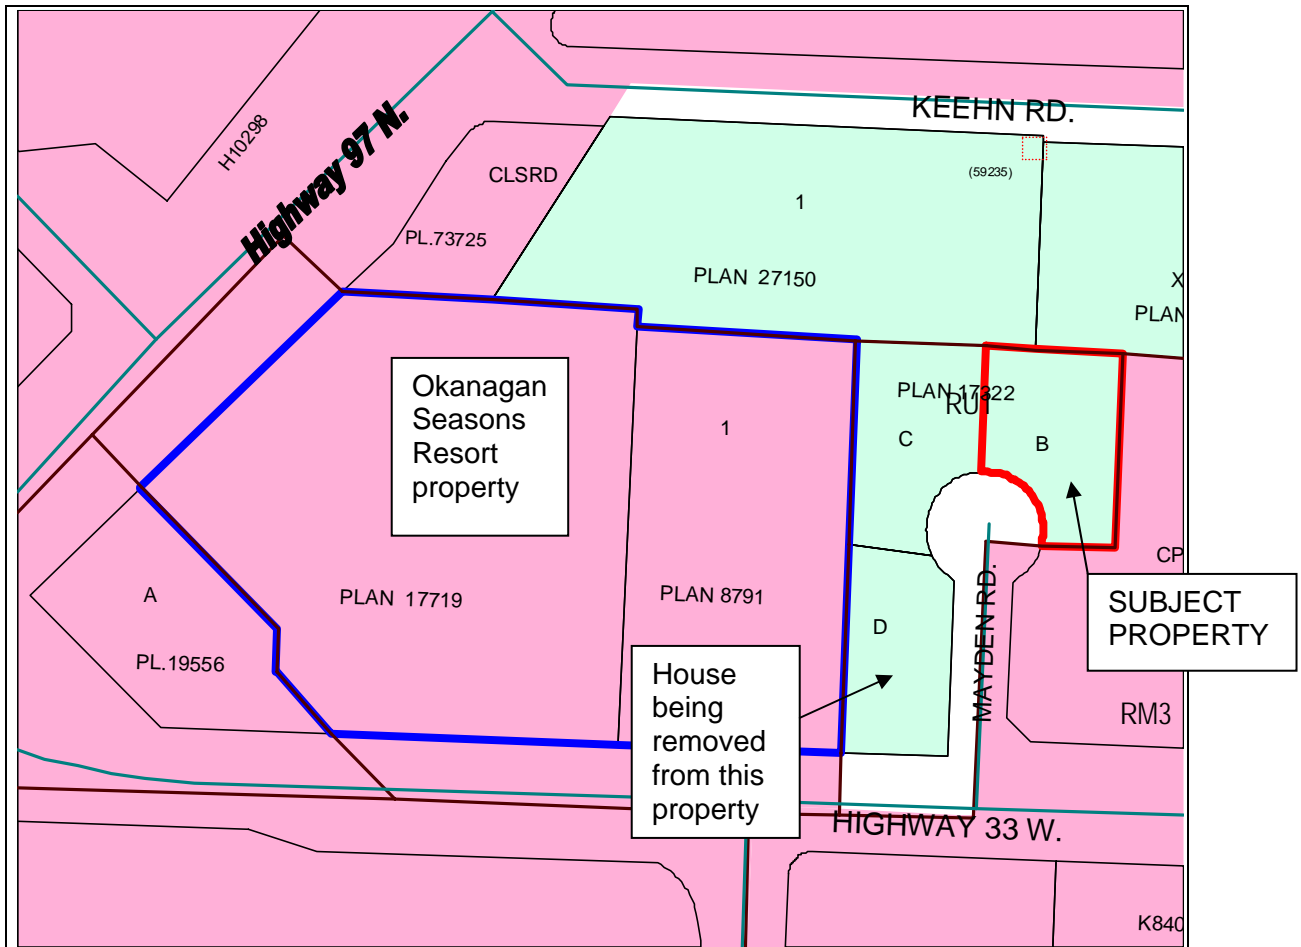 KEEHN RD.
H10298
Highway 97 N.
CLSRD
(59235)
1
PL.73725
PLAN 27150
X
PLAN
Okanagan
Seasons
Resort
property
PLAN 17322
RU1
1
C
B
CP
A
PLAN 17719
PLAN 8791
SUBJECT
PROPERTY
D
PL.19556
MAYDEN RD.
House
being
removed
from this
property
RM3
HIGHWAY 33 W.
K840